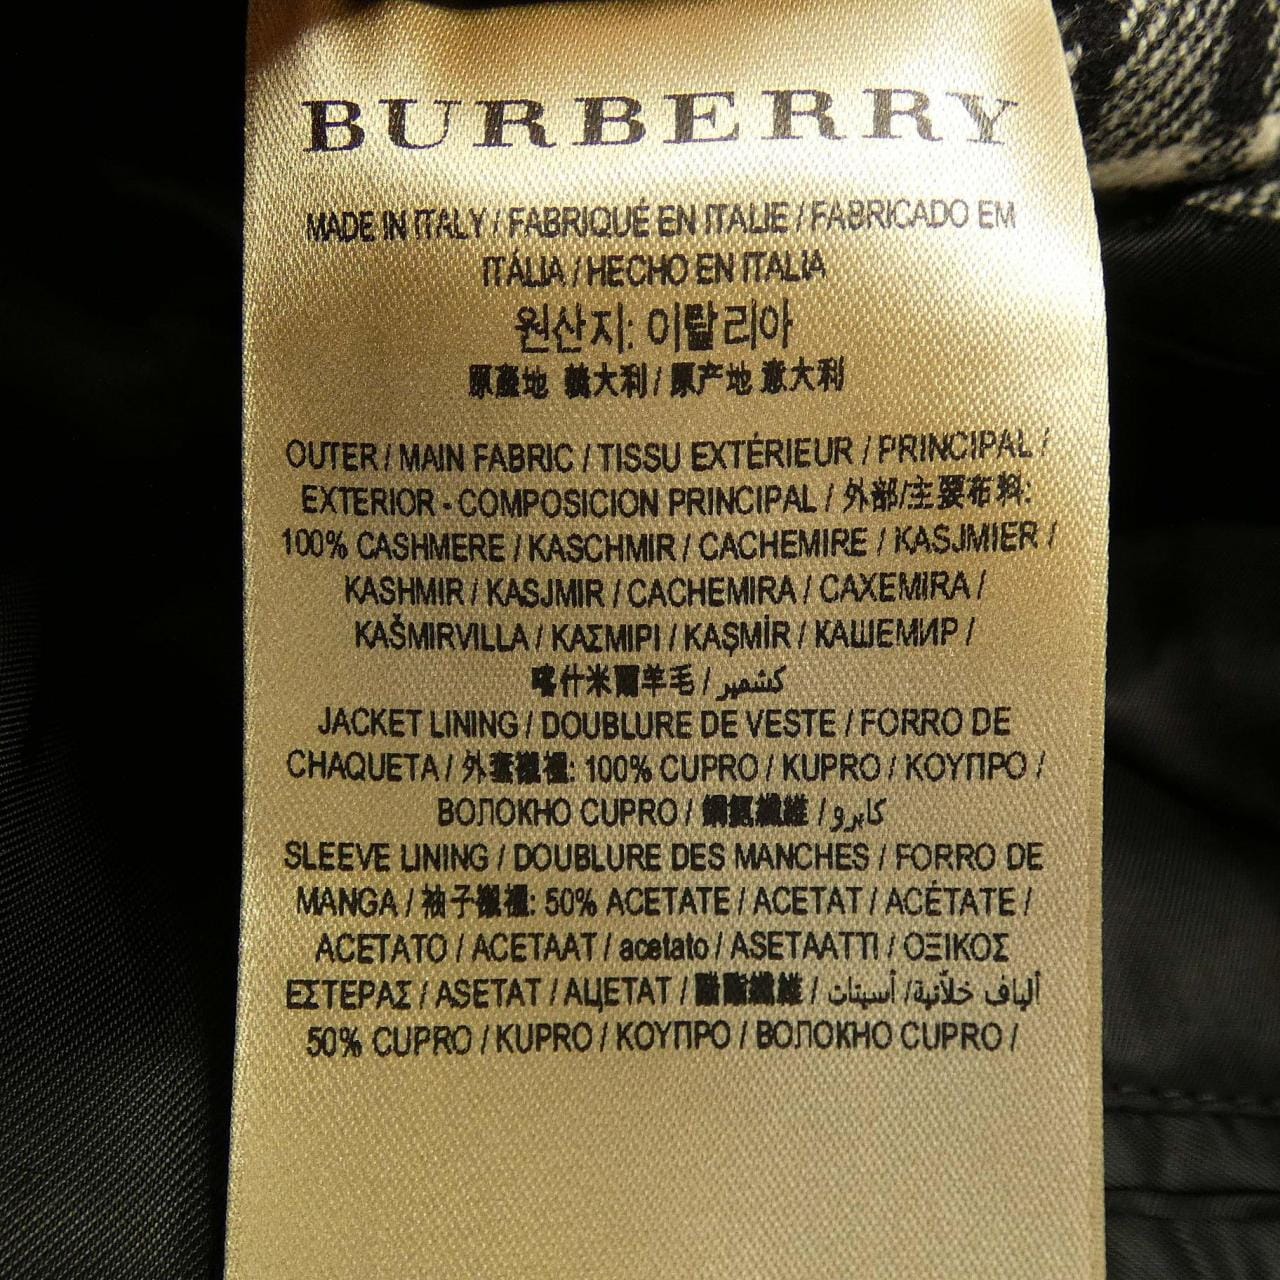 BURBERRY
MADE IN ITALY / FABRIQUÉ EN ITALIE / FABRICADO EM
ITÁLIA / HECHO EN ITALIA
원산지: 이탈리아
原產地 義大利 / 原产地 意大利
OUTER / MAIN FABRIC / TISSU EXTÉRIEUR / PRINCIPAL /
EXTERIOR - COMPOSICION PRINCIPAL / 外部/主要布料:
100% CASHMERE / KASCHMIR / CACHEMIRE / KASJMIER /
KASHMIR / KASJMIR / CACHEMIRA / CAXEMIRA /
KAŠMIRVILLA / ΚΑΣΜΙΡΙ / KAŞMİR / КАШЕМИР /
喀什米爾羊毛 / كشمير
JACKET LINING / DOUBLURE DE VESTE / FORRO DE
CHAQUETA / 外套襯裡: 100% CUPRO / KUPRO / ΚΟΥΠΡΟ /
ВОЛОКНО CUPRO / 銅氨纖維 / كابرو
SLEEVE LINING / DOUBLURE DES MANCHES / FORRO DE
MANGA / 袖子襯裡: 50% ACETATE / ACETAT / ACÉTATE /
ACETATO / ACETAAT / acetato / ASETAATTI / ΟΞΙΚΟΣ
ΕΣΤΕΡΑΣ / ASETAT / АЦЕТАТ / 醋酯纖維 / ألياف خلّانية/ أسيتات
50% CUPRO / KUPRO / ΚΟΥΠΡΟ / ВОЛОКНО CUPRO /